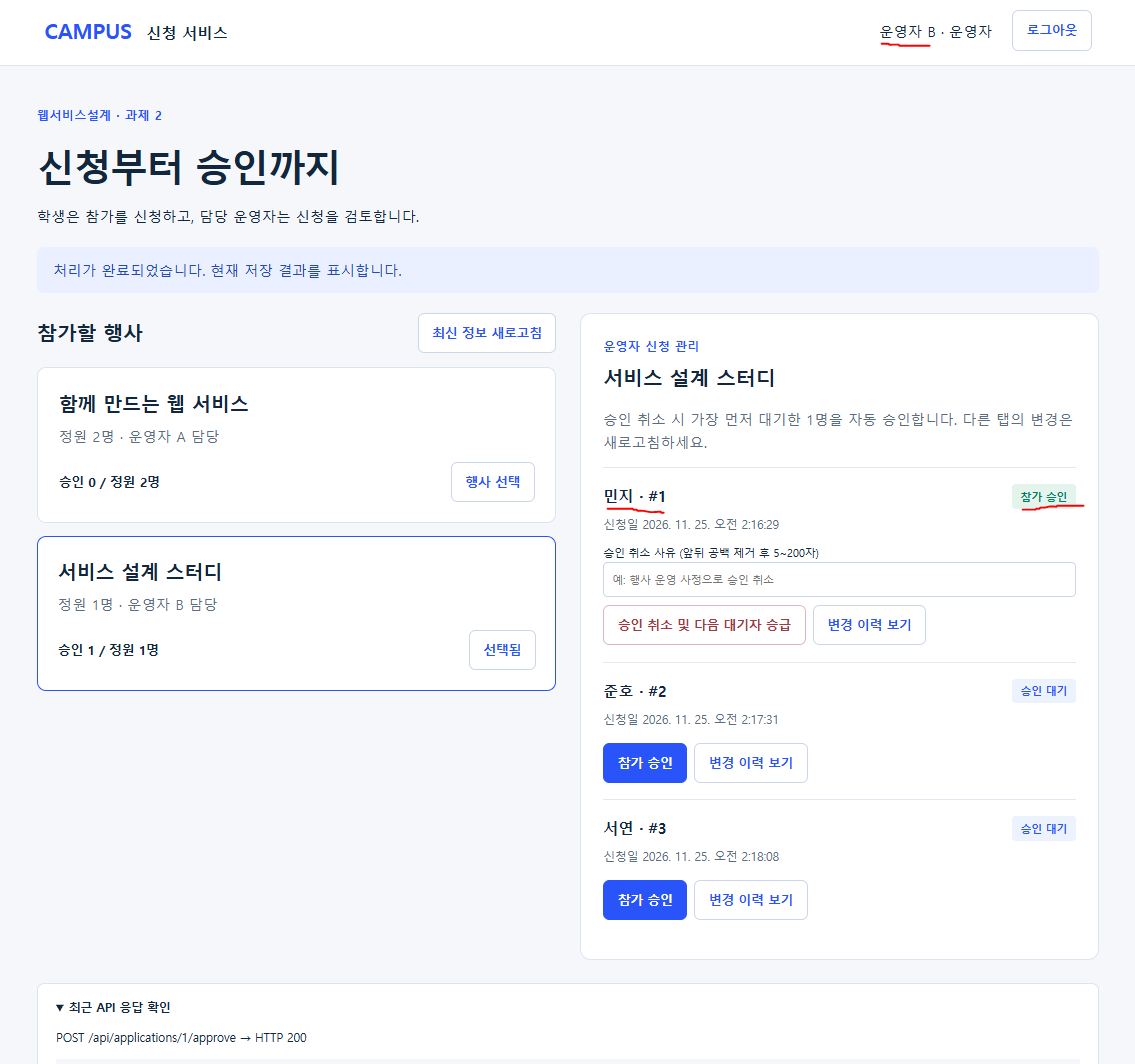 CAMPUS 신청 서비스
운영자 B · 운영자
로그아웃
웹서비스설계 · 과제 2
신청부터 승인까지
학생은 참가를 신청하고, 담당 운영자는 신청을 검토합니다.
처리가 완료되었습니다. 현재 저장 결과를 표시합니다.
참가할 행사
최신 정보 새로고침
함께 만드는 웹 서비스
정원 2명 · 운영자 A 담당
승인 0 / 정원 2명
행사 선택
서비스 설계 스터디
정원 1명 · 운영자 B 담당
승인 1 / 정원 1명
선택됨
운영자 신청 관리
서비스 설계 스터디
승인 취소 시 가장 먼저 대기한 1명을 자동 승인합니다. 다른 탭의 변경은
새로고침하세요.
민지 · #1
참가 승인
신청일 2026. 11. 25. 오전 2:16:29
승인 취소 사유 (앞뒤 공백 제거 후 5~200자)
예: 행사 운영 사정으로 승인 취소
승인 취소 및 다음 대기자 승급
변경 이력 보기
준호 · #2
승인 대기
신청일 2026. 11. 25. 오전 2:17:31
참가 승인
변경 이력 보기
서연 · #3
승인 대기
신청일 2026. 11. 25. 오전 2:18:08
참가 승인
변경 이력 보기
▼ 최근 API 응답 확인
POST /api/applications/1/approve → HTTP 200